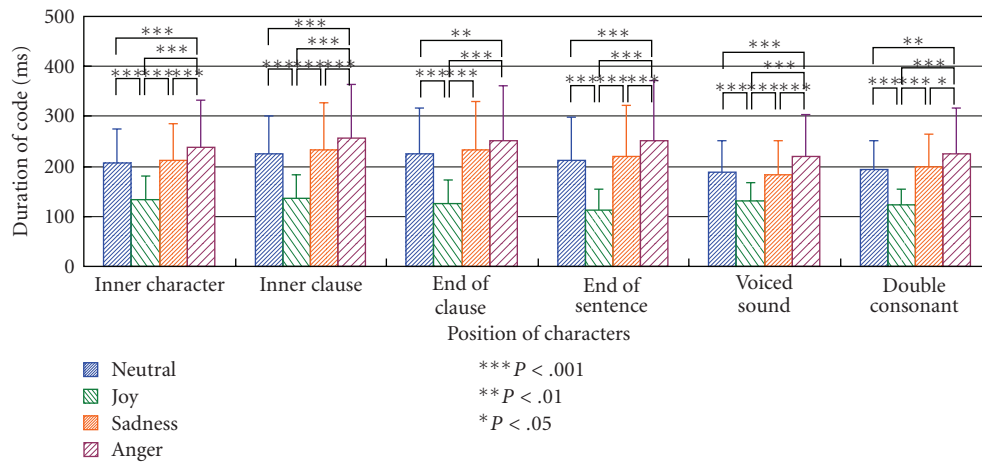 Duration of code (ms)
500
400
300
200
100
0
*** *** ** *** *** **
*** *** *** *** *** ***
Inner character
Inner clause
End of
clause
End of
sentence
Voiced
sound
Double
consonant
Position of characters
Neutral
Joy
Sadness
Anger
***P < .001
**P < .01
*P < .05